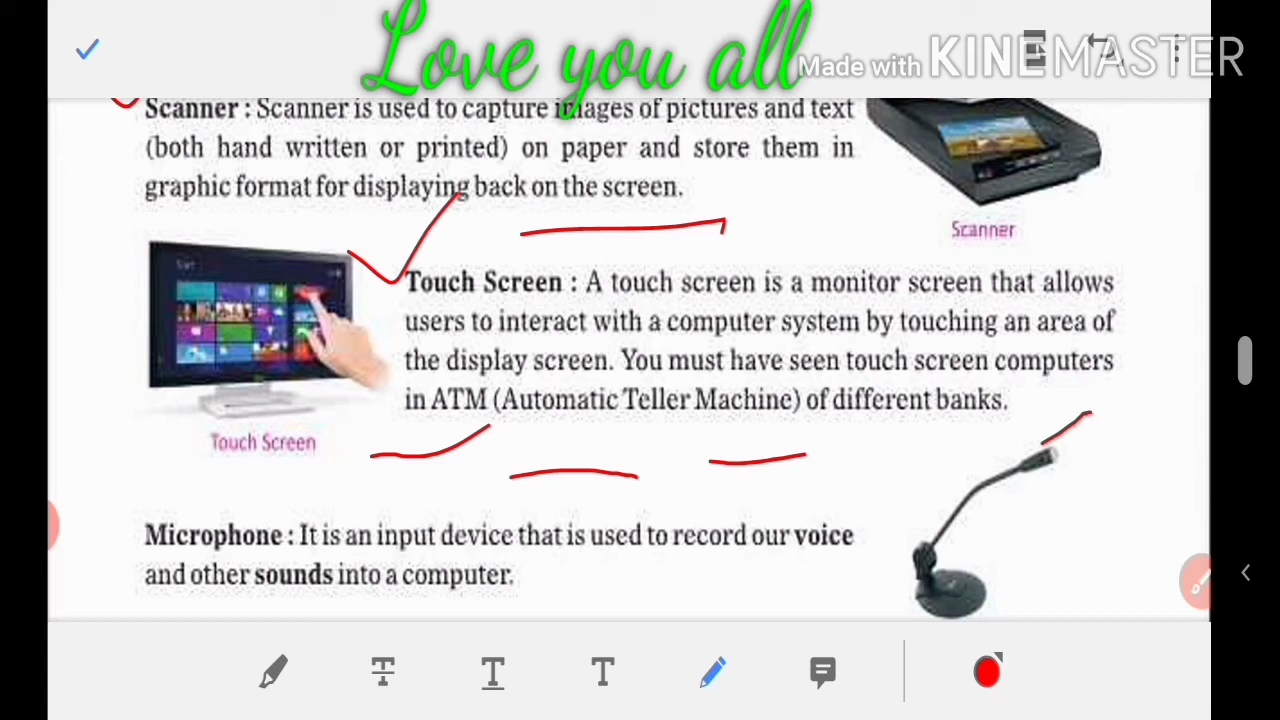 Love you all
Made with KINEMASTER
Scanner : Scanner is used to capture images of pictures and text
(both hand written or printed) on paper and store them in
graphic format for displaying back on the screen.
Scanner
Touch Screen : A touch screen is a monitor screen that allows
users to interact with a computer system by touching an area of
the display screen. You must have seen touch screen computers
in ATM (Automatic Teller Machine) of different banks.
Start
Touch Screen
Microphone : It is an input device that is used to record our voice
and other sounds into a computer.
T
T
T